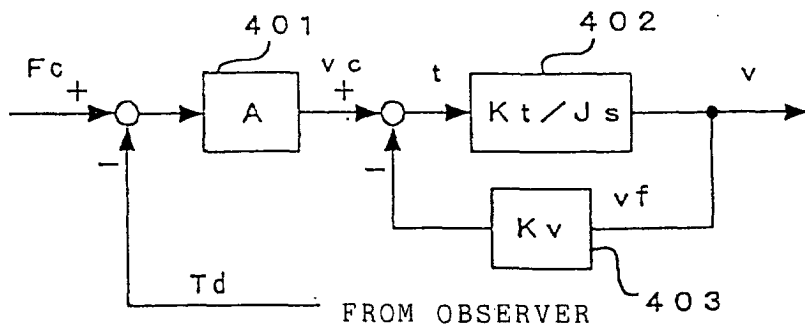 401
402
Fc
+
vc
+
t
v
A
Kt/Js
−
−
vf
Kv
Td
FROM OBSERVER
403